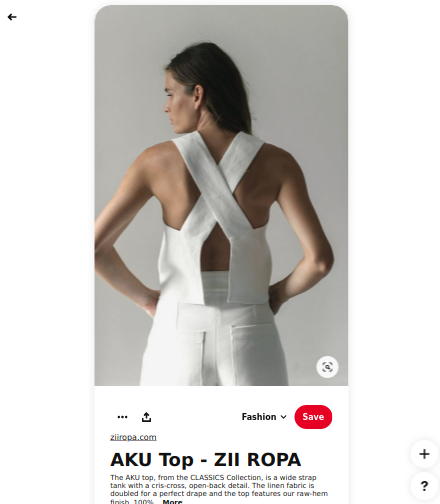 Fashion
Save
ziiropa.com
AKU Top - ZII ROPA
The AKU top, from the CLASSICS Collection, is a wide strap
tank with a cris-cross, open-back detail. The linen fabric is
doubled for a perfect drape and the top features our raw-hem
finish. 100%... More
?